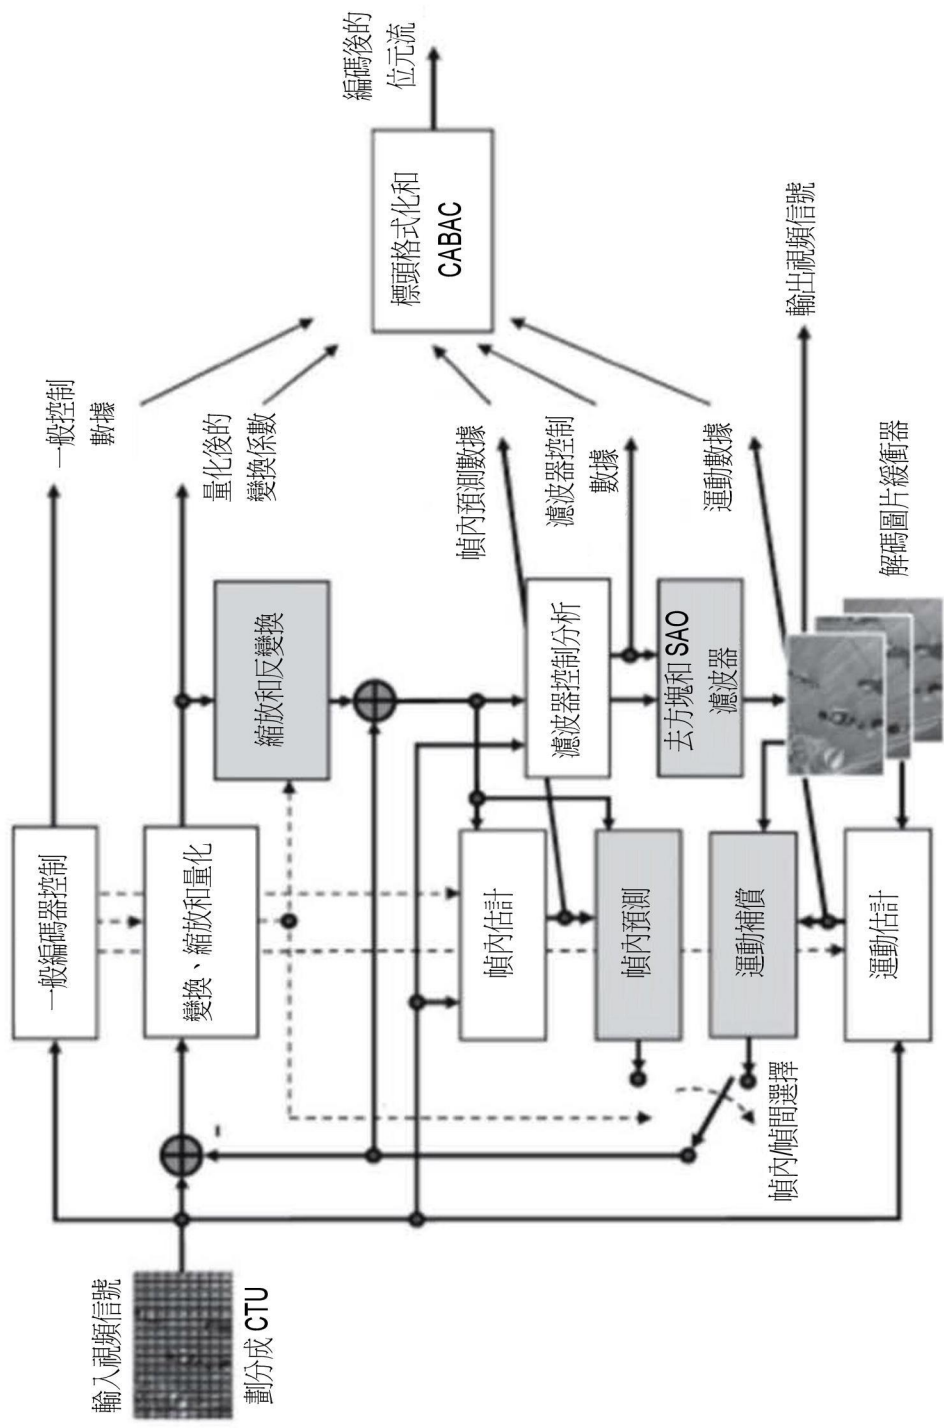 輸入視頻信號
劃分成 CTU
一般編碼器控制
一般控制
數據
變換、縮放和量化
量化後的
變換係數
縮放和反變換
幀內估計
幀內預測數據
濾波器控制分析
濾波器控制
數據
幀內預測
去方塊和 SAO
濾波器
運動補償
運動數據
幀內/幀間選擇
運動估計
解碼圖片緩衝器
輸出視頻信號
標頭格式化和
CABAC
編碼後的
位元流
-